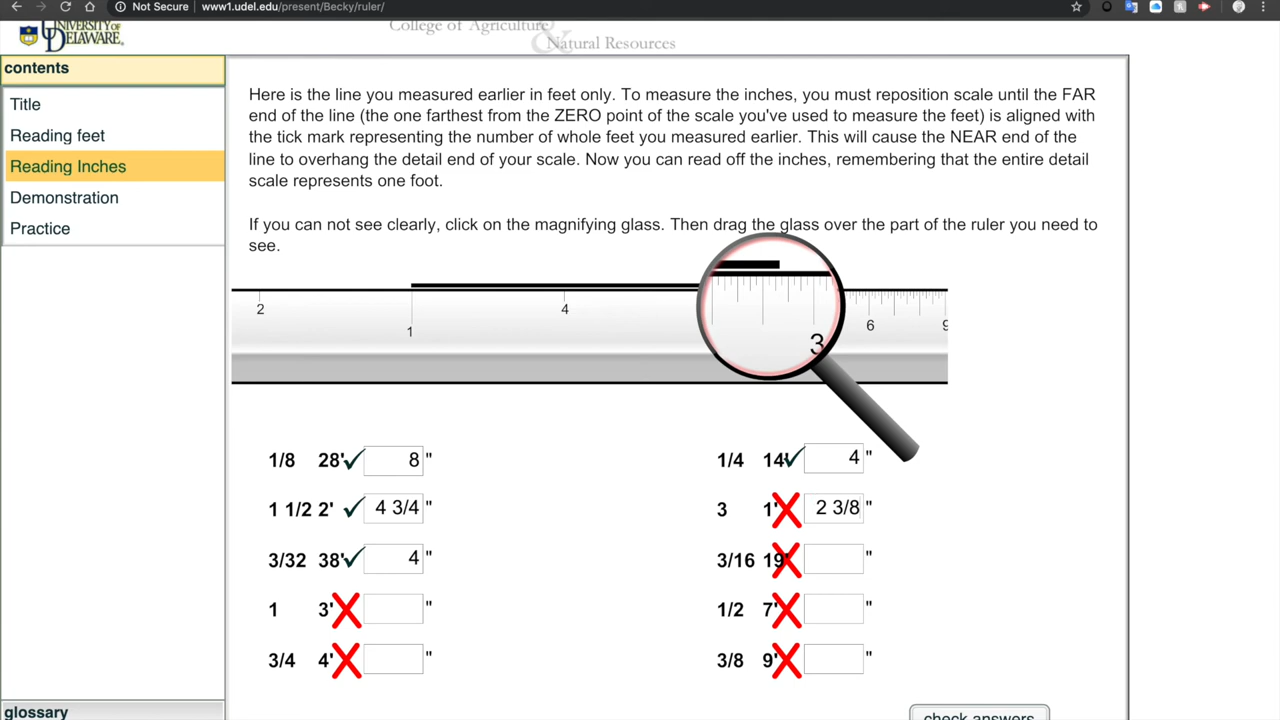 Not Secure www1.udel.edu/present/Becky/ruler/
UNIVERSITY OF
DELAWARE
College of Agriculture
& Natural Resources
contents
Title
Reading feet
Reading Inches
Demonstration
Practice
Here is the line you measured earlier in feet only. To measure the inches, you must reposition scale until the FAR
end of the line (the one farthest from the ZERO point of the scale you've used to measure the feet) is aligned with
the tick mark representing the number of whole feet you measured earlier. This will cause the NEAR end of the
line to overhang the detail end of your scale. Now you can read off the inches, remembering that the entire detail
scale represents one foot.
If you can not see clearly, click on the magnifying glass. Then drag the glass over the part of the ruler you need to
see.
2 4 6 9
1 3
1/8 28' 8 "
1/4 14' 4 "
1 1/2 2' 4 3/4 "
3 1' 2 3/8 "
3/32 38' 4 "
3/16 19' "
1 3' "
1/2 7' "
3/4 4' "
3/8 9' "
glossary
check answers